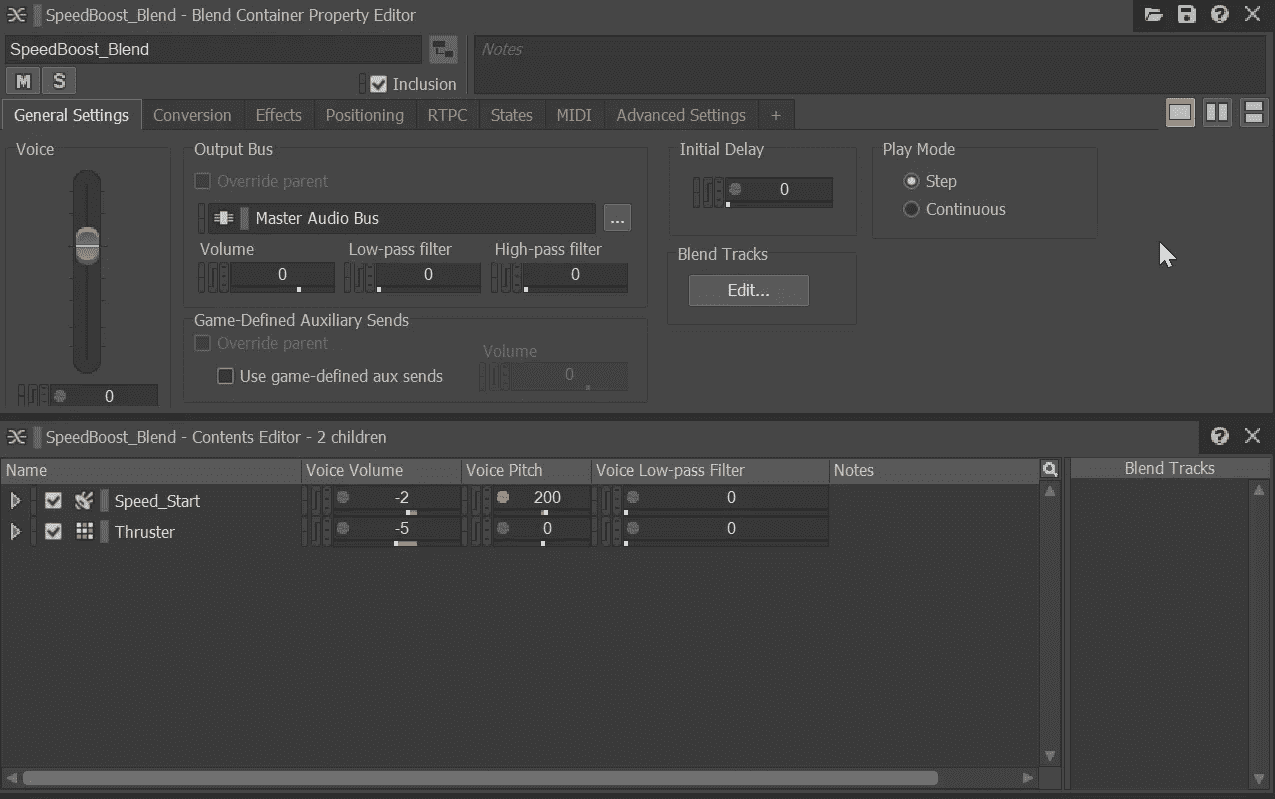 SpeedBoost_Blend - Blend Container Property Editor
SpeedBoost_Blend
Notes
M S
Inclusion
General Settings Conversion Effects Positioning RTPC States MIDI Advanced Settings +
Voice
Output Bus
Initial Delay
Play Mode
Override parent
0
Step
Master Audio Bus
...
Continuous
Volume Low-pass filter High-pass filter
Blend Tracks
0 0 0
Edit...
Game-Defined Auxiliary Sends
Override parent
Volume
Use game-defined aux sends
0
0
SpeedBoost_Blend - Contents Editor - 2 children
Name Voice Volume Voice Pitch Voice Low-pass Filter Notes Blend Tracks
Speed_Start -2 200 0
Thruster -5 0 0